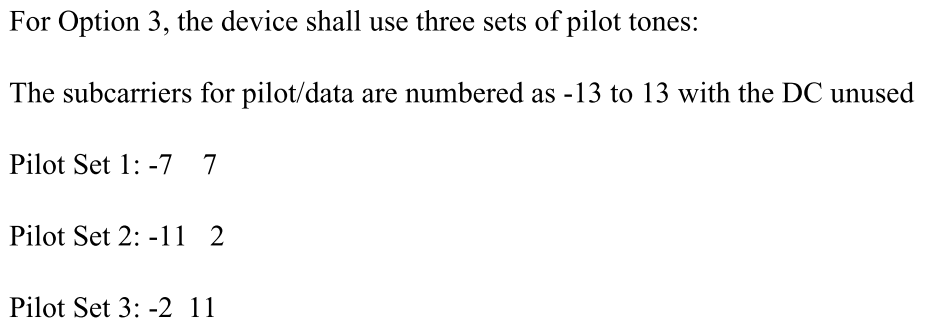 For Option 3, the device shall use three sets of pilot tones:
The subcarriers for pilot/data are numbered as -13 to 13 with the DC unused
Pilot Set 1: -7 7
Pilot Set 2: -11 2
Pilot Set 3: -2 11